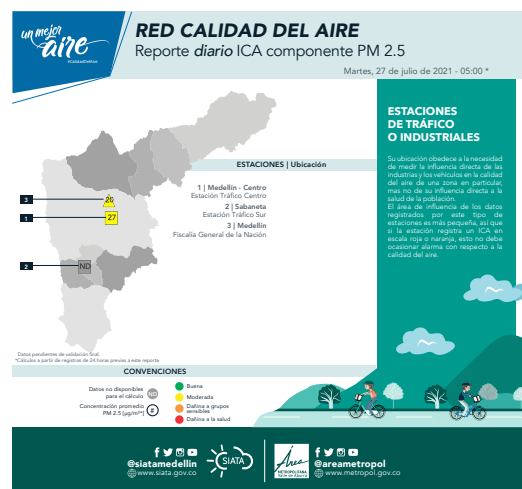 un mejor
aire
#CalidadDelAire
RED CALIDAD DEL AIRE
Reporte diario ICA componente PM 2.5
Martes, 27 de julio de 2021 - 05:00 *
ESTACIONES | Ubicación
1 | Medellín - Centro
Estación Tráfico Centro
2 | Sabaneta
Estación Tráfico Sur
3 | Medellín
Fiscalía General de la Nación
3
26
1
27
2
ND
ESTACIONES
DE TRÁFICO
O INDUSTRIALES
Su ubicación obedece a la necesidad
de medir la influencia directa de las
industrias y los vehículos en la calidad
del aire de una zona en particular,
mas no de su influencia directa a la
salud de la población.
El área de influencia de los datos
registrados por este tipo de
estaciones es más pequeña, así que
si la estación registra un ICA en
escala roja o naranja, esto no debe
ocasionar alarma con respecto a la
calidad del aire.
Datos pendientes de validación final.
*Cálculos a partir de registros de 24 horas previas a este reporte
CONVENCIONES
Datos no disponibles
para el cálculo
ND
Concentración promedio
PM 2.5 [µg/m³*]
#
Buena
Moderada
Dañina a grupos
sensibles
Dañina a la salud
@siatamedellin
www.siata.gov.co
SIATA
Área
METROPOLITANA
Valle de Aburrá
@areametropol
www.metropol.gov.co